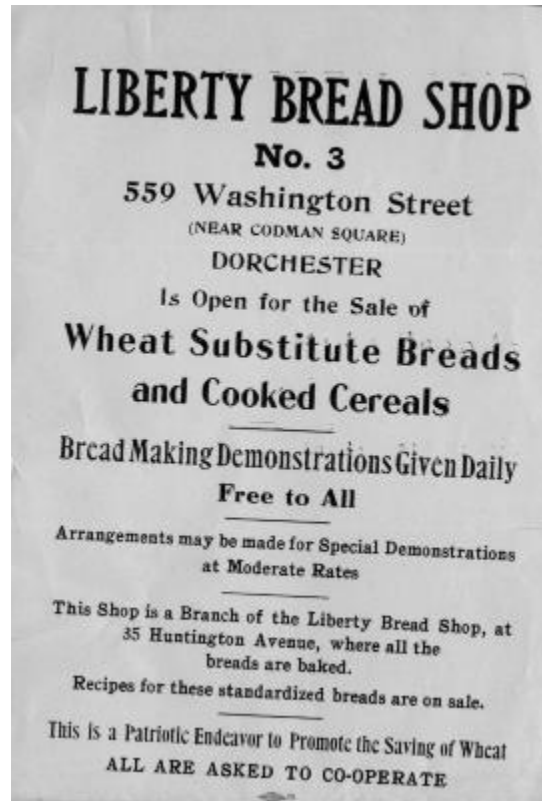 LIBERTY BREAD SHOP
No. 3
559 Washington Street
(NEAR CODMAN SQUARE)
DORCHESTER
Is Open for the Sale of
Wheat Substitute Breads
and Cooked Cereals
Bread Making Demonstrations Given Daily
Free to All
Arrangements may be made for Special Demonstrations
at Moderate Rates
This Shop is a Branch of the Liberty Bread Shop, at
35 Huntington Avenue, where all the
breads are baked.
Recipes for these standardized breads are on sale.
This is a Patriotic Endeavor to Promote the Saving of Wheat
ALL ARE ASKED TO CO-OPERATE